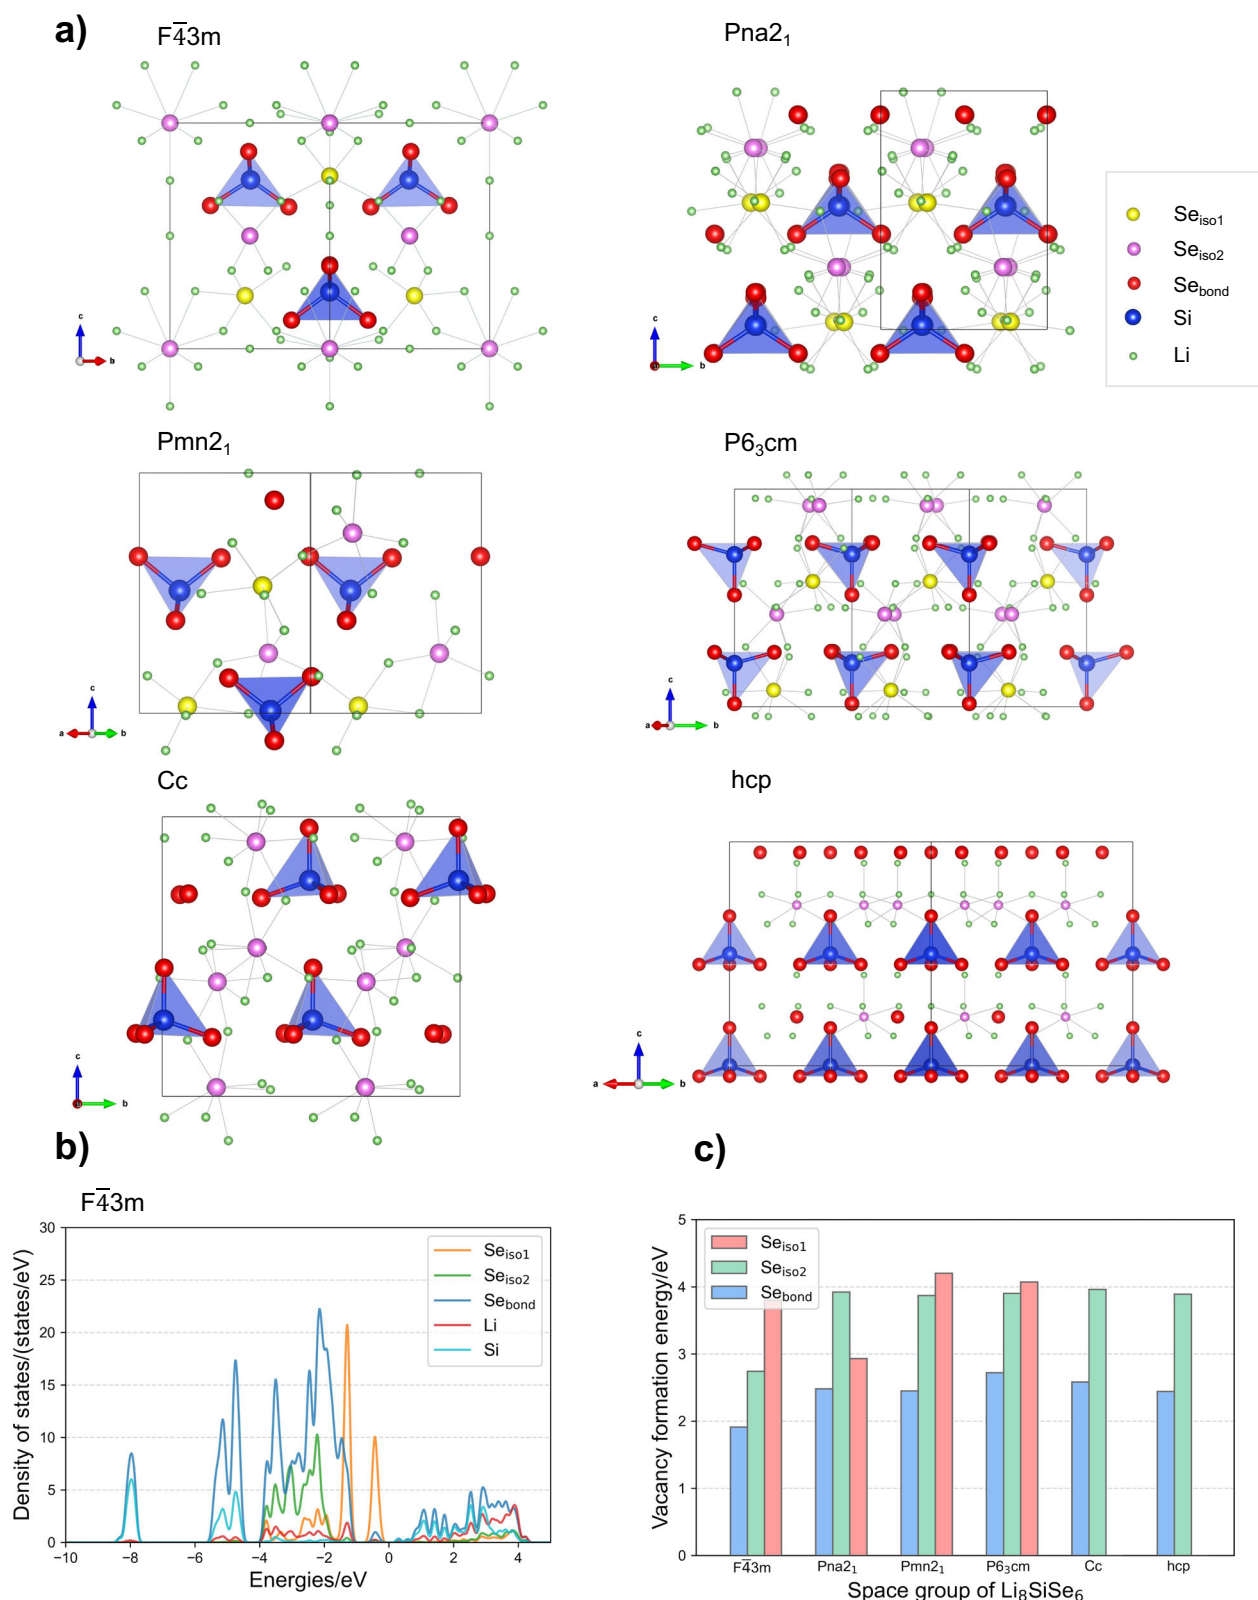 a)
F4̅3m
Pna2₁
Se_iso1
Se_iso2
Se_bond
Si
Li
c
b
c
b
Pmn2₁
P6₃cm
c
a
b
c
a
b
Cc
hcp
c
b
c
a
b
b)
c)
F4̅3m
Density of states/(states/eV)
30
25
20
15
10
5
0
−10
−8
−6
−4
−2
0
2
4
Energies/eV
Se_iso1
Se_iso2
Se_bond
Li
Si
Vacancy formation energy/eV
5
4
3
2
1
0
Se_iso1
Se_iso2
Se_bond
F4̅3m
Pna2₁
Pmn2₁
P6₃cm
Cc
hcp
Space group of Li₈SiSe₆